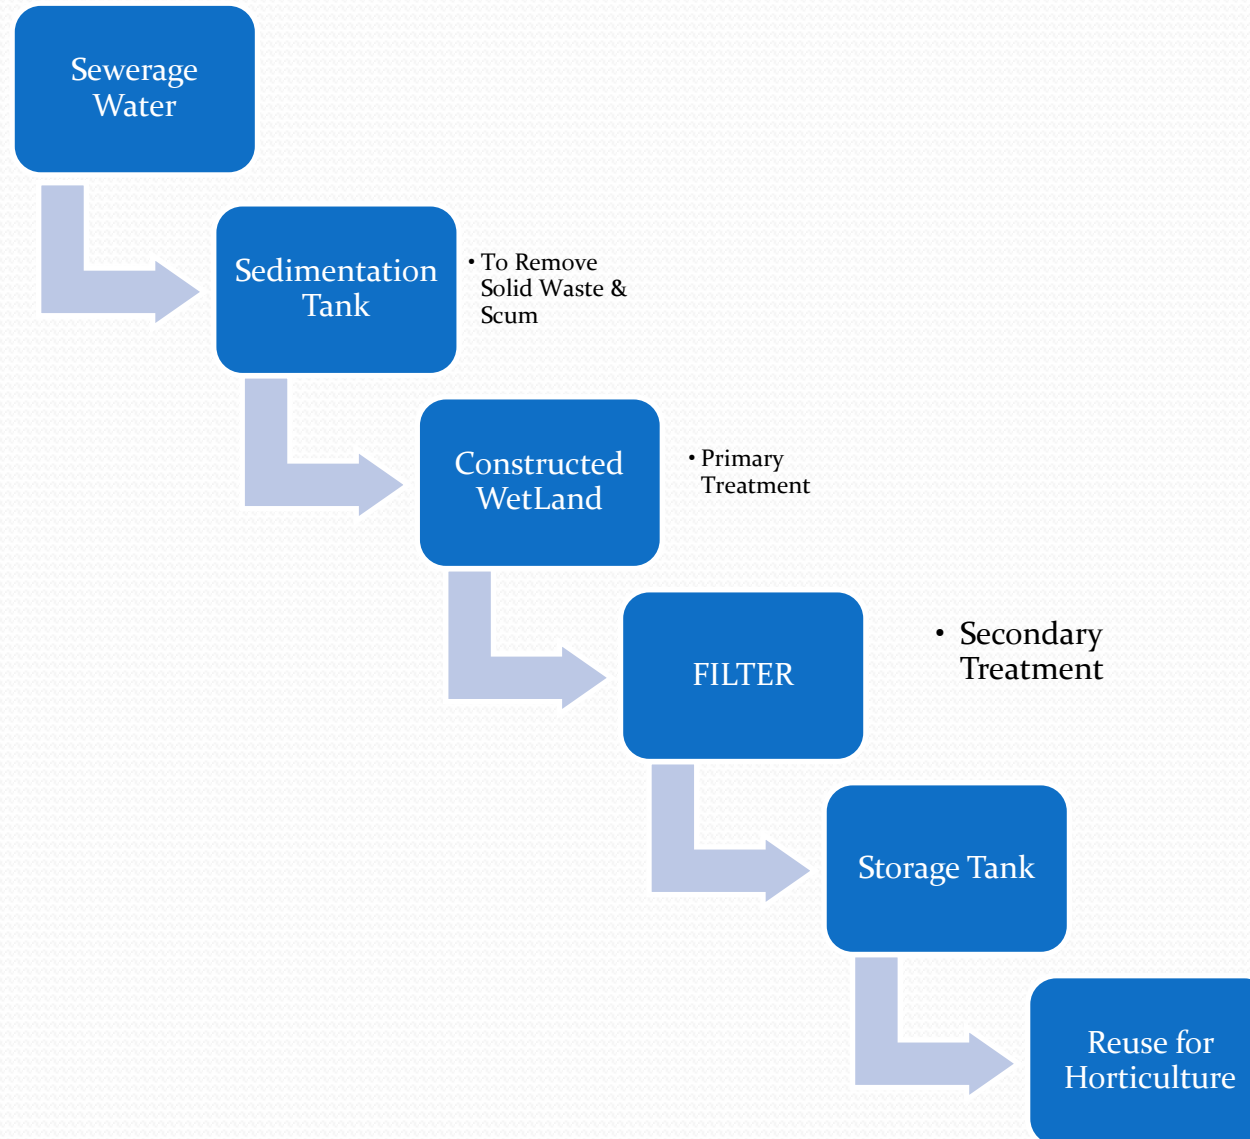 Sewerage
Water
Sedimentation
Tank
• To Remove
Solid Waste &
Scum
Constructed
WetLand
• Primary
Treatment
FILTER
• Secondary
Treatment
Storage Tank
Reuse for
Horticulture